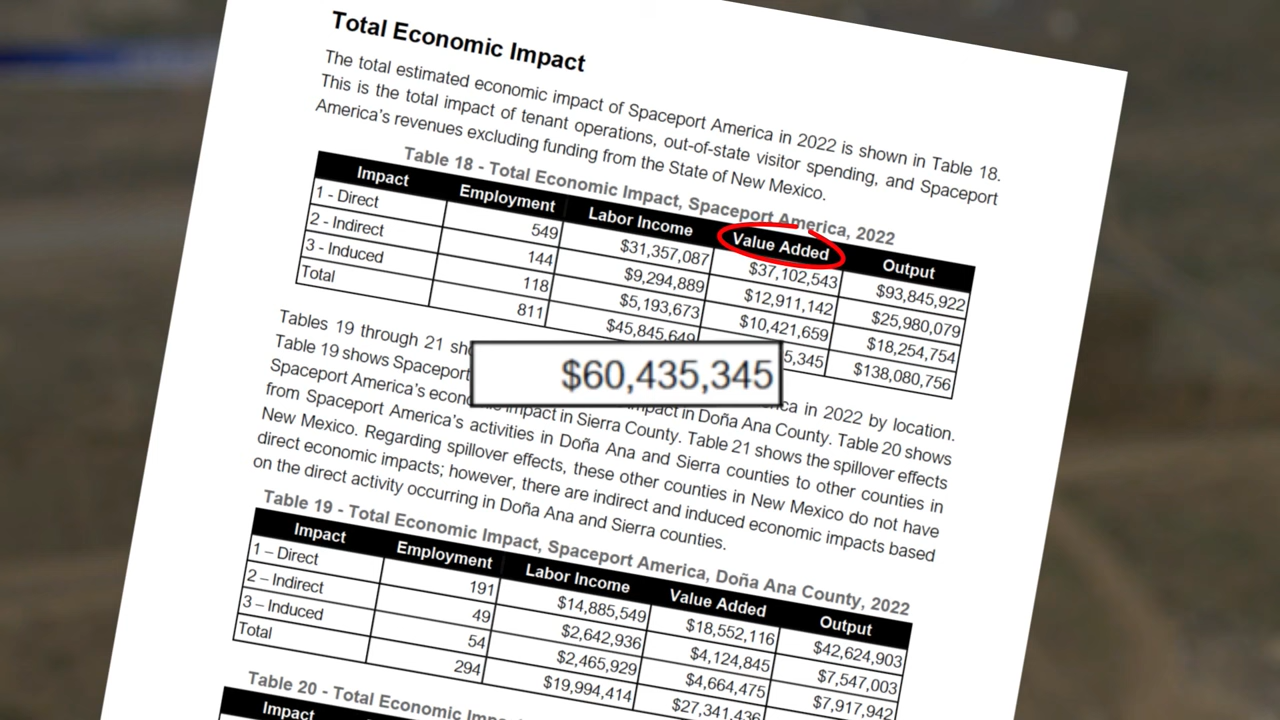 Total Economic Impact
The total estimated economic impact of Spaceport America in 2022 is shown in Table 18.
This is the total impact of tenant operations, out-of-state visitor spending, and Spaceport
America's revenues excluding funding from the State of New Mexico.
Table 18 - Total Economic Impact, Spaceport America, 2022
Impact Employment Labor Income Value Added Output
1 - Direct 549 $31,357,087 $37,102,543 $93,845,922
2 - Indirect 144 $9,294,889 $12,911,142 $25,980,079
3 - Induced 118 $5,193,673 $10,421,659 $18,254,754
Total 811 $45,845,649 5,345 $138,080,756
$60,435,345
Tables 19 through 21 sh ca in 2022 by location.
Table 19 shows Spaceport impact in Doña Ana County. Table 20 shows
Spaceport America's economic impact in Sierra County. Table 21 shows the spillover effects
from Spaceport America's activities in Doña Ana and Sierra counties to other counties in
New Mexico. Regarding spillover effects, these other counties in New Mexico do not have
direct economic impacts; however, there are indirect and induced economic impacts based
on the direct activity occurring in Doña Ana and Sierra counties.
Table 19 - Total Economic Impact, Spaceport America, Doña Ana County, 2022
Impact Employment Labor Income Value Added Output
1 – Direct 191 $14,885,549 $18,552,116 $42,624,903
2 – Indirect 49 $2,642,936 $4,124,845 $7,547,003
3 – Induced 54 $2,465,929 $4,664,475 $7,917,942
Total 294 $19,994,414 $27,341,436
Table 20 - Total Economic Imp
Impact